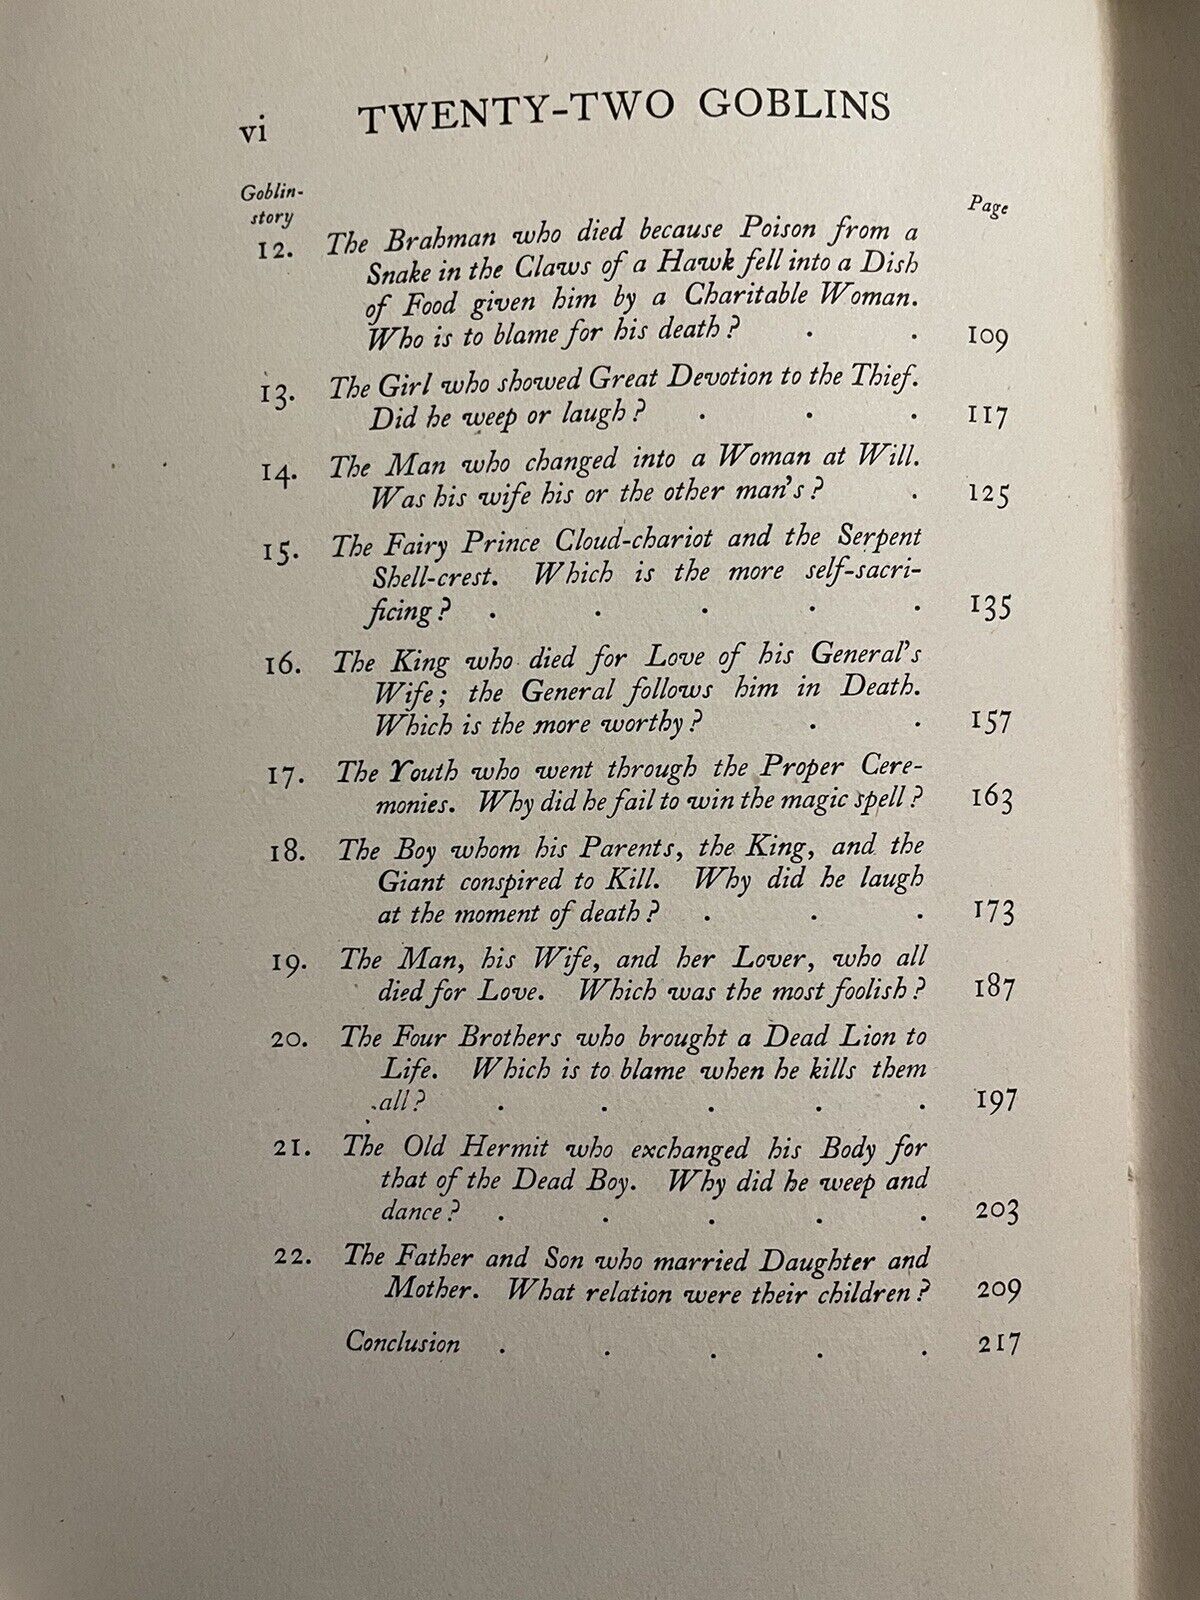 vi TWENTY-TWO GOBLINS
Goblin-
story
Page
12. The Brahman who died because Poison from a
Snake in the Claws of a Hawk fell into a Dish
of Food given him by a Charitable Woman.
Who is to blame for his death? . . 109
13. The Girl who showed Great Devotion to the Thief.
Did he weep or laugh? . . . 117
14. The Man who changed into a Woman at Will.
Was his wife his or the other man's? . 125
15. The Fairy Prince Cloud-chariot and the Serpent
Shell-crest. Which is the more self-sacri-
ficing? . . . . . 135
16. The King who died for Love of his General's
Wife; the General follows him in Death.
Which is the more worthy? . . 157
17. The Youth who went through the Proper Cere-
monies. Why did he fail to win the magic spell? 163
18. The Boy whom his Parents, the King, and the
Giant conspired to Kill. Why did he laugh
at the moment of death? . . . 173
19. The Man, his Wife, and her Lover, who all
died for Love. Which was the most foolish? 187
20. The Four Brothers who brought a Dead Lion to
Life. Which is to blame when he kills them
all? . . . . . 197
21. The Old Hermit who exchanged his Body for
that of the Dead Boy. Why did he weep and
dance? . . . . . 203
22. The Father and Son who married Daughter and
Mother. What relation were their children? 209
Conclusion . . . . . 217